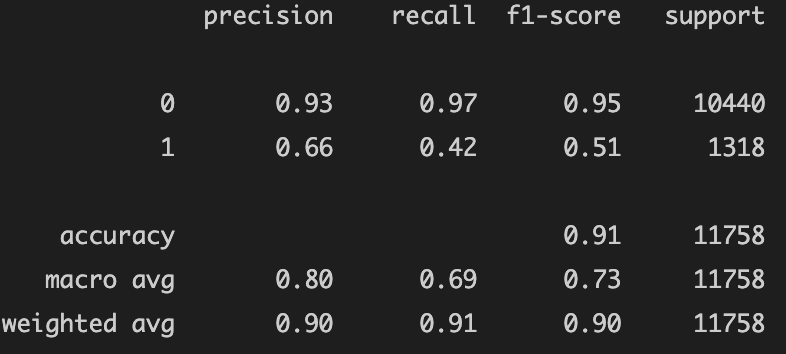 precision recall f1-score support
0 0.93 0.97 0.95 10440
1 0.66 0.42 0.51 1318
accuracy 0.91 11758
macro avg 0.80 0.69 0.73 11758
weighted avg 0.90 0.91 0.90 11758